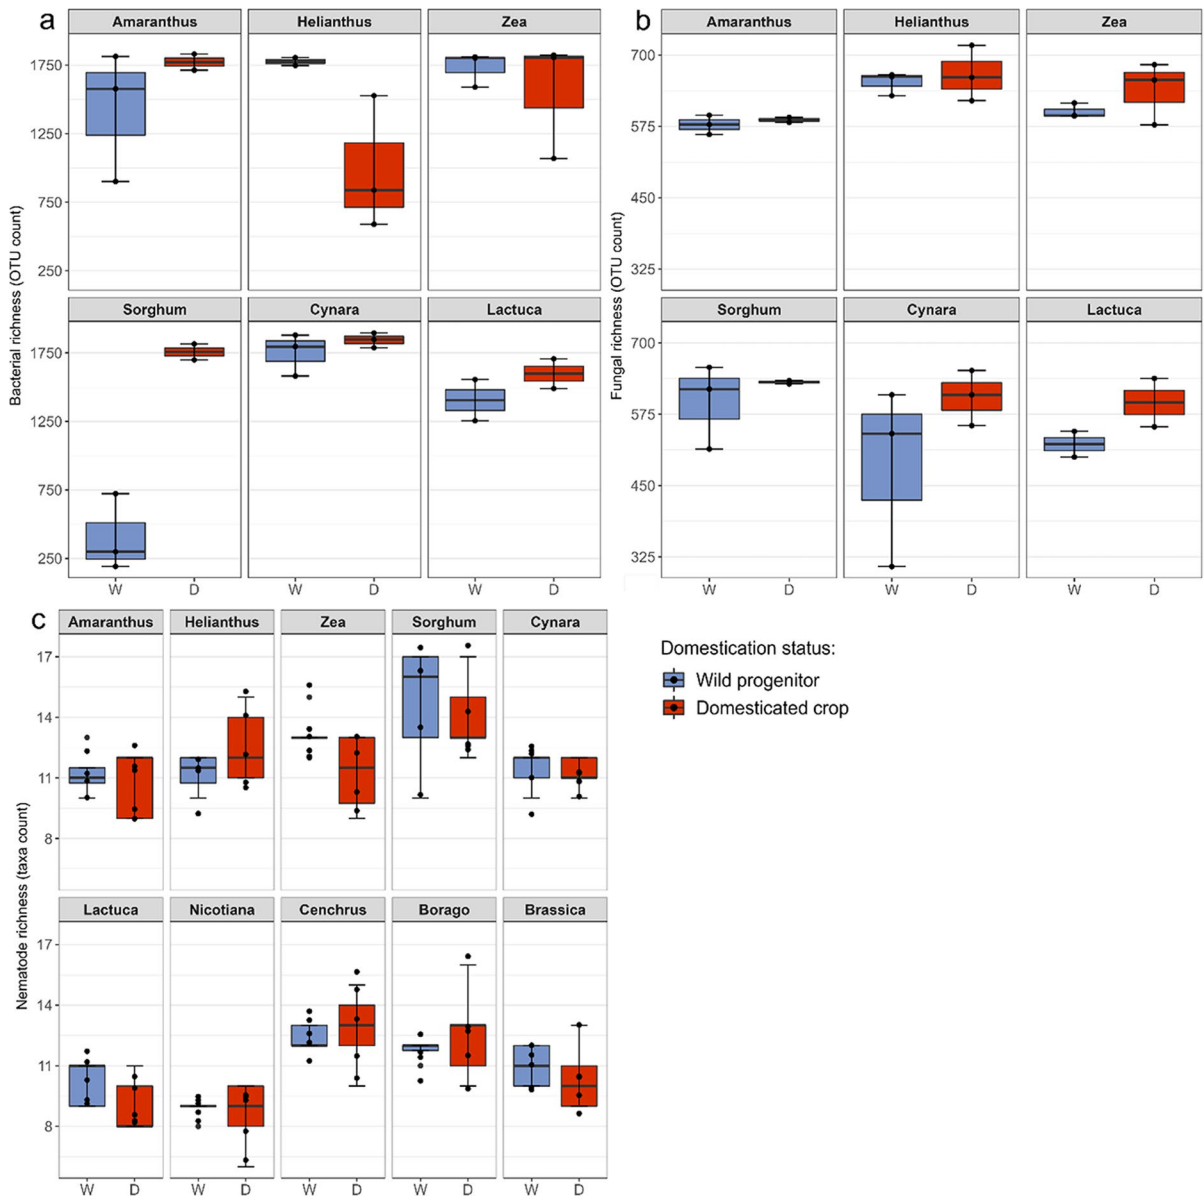 a
Amaranthus Helianthus Zea
1750
1250
750
250
Sorghum Cynara Lactuca
1750
1250
750
250
W D W D W D
Bacterial richness (OTU count)
b
Amaranthus Helianthus Zea
700
575
450
325
Sorghum Cynara Lactuca
700
575
450
325
W D W D W D
Fungal richness (OTU count)
c
Amaranthus Helianthus Zea Sorghum Cynara
17
14
11
8
Lactuca Nicotiana Cenchrus Borago Brassica
17
14
11
8
W D W D W D W D W D
Nematode richness (taxa count)
Domestication status:
Wild progenitor
Domesticated crop